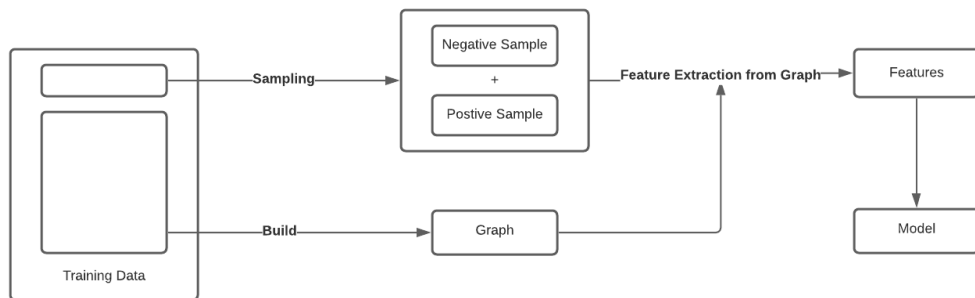 Negative Sample
Sampling
+
Feature Extraction from Graph
Features
Postive Sample
Build
Graph
Model
Training Data